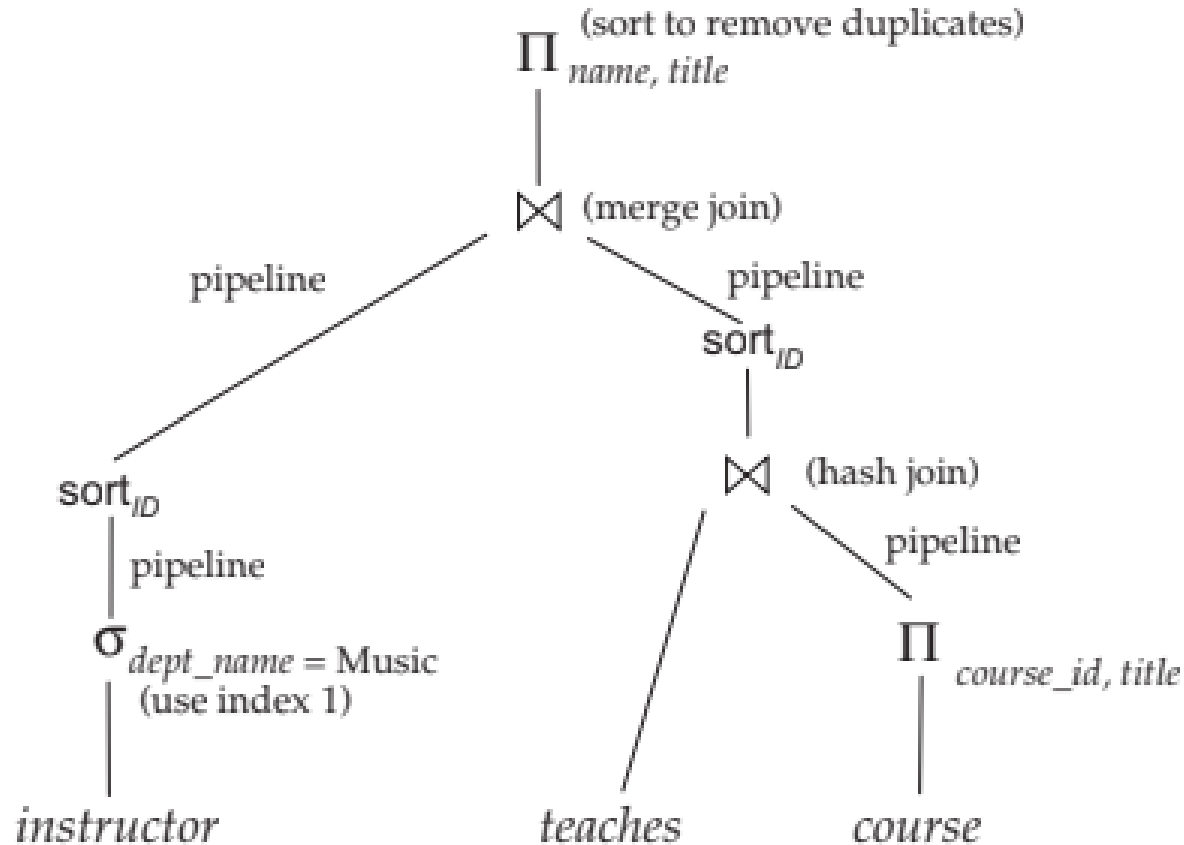 (sort to remove duplicates)
Π name, title
⋈ (merge join)
pipeline
pipeline
sort ID
sort ID
⋈ (hash join)
pipeline
pipeline
σ dept_name = Music
(use index 1)
Π course_id, title
instructor
teaches
course